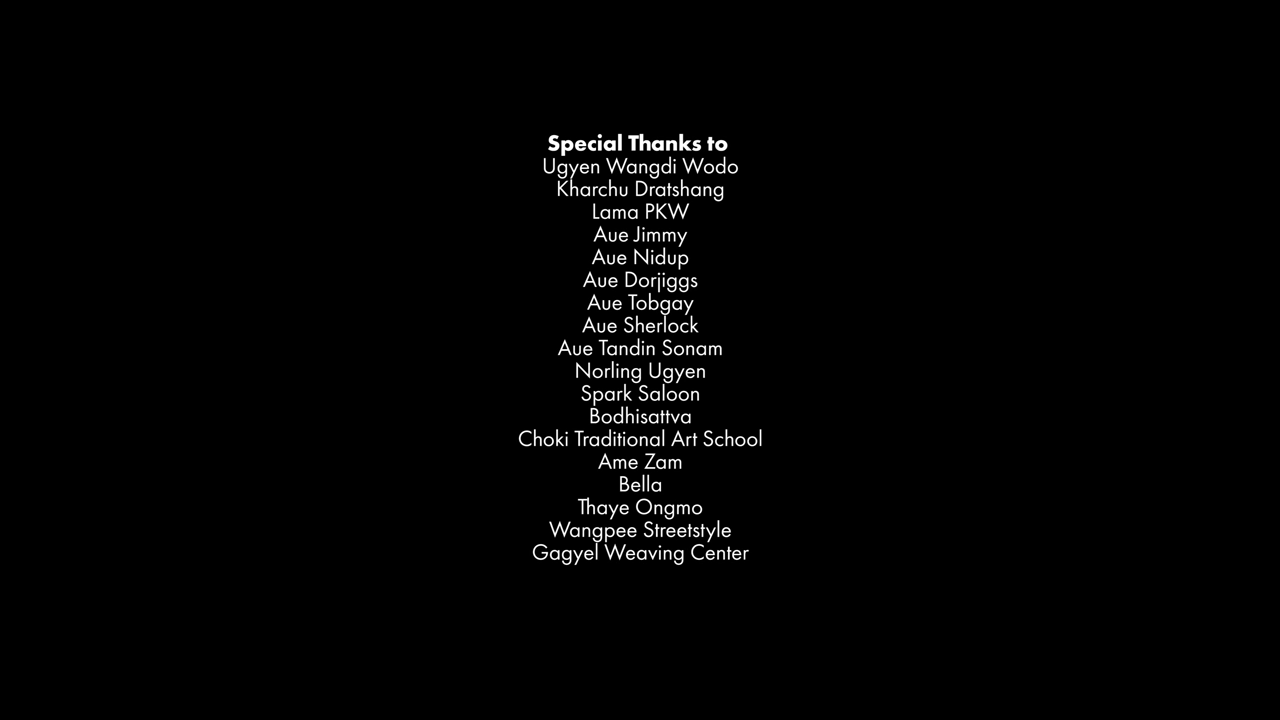 Special Thanks to
Ugyen Wangdi Wodo
Kharchu Dratshang
Lama PKW
Aue Jimmy
Aue Nidup
Aue Dorjiggs
Aue Tobgay
Aue Sherlock
Aue Tandin Sonam
Norling Ugyen
Spark Saloon
Bodhisattva
Choki Traditional Art School
Ame Zam
Bella
Thaye Ongmo
Wangpee Streetstyle
Gagyel Weaving Center